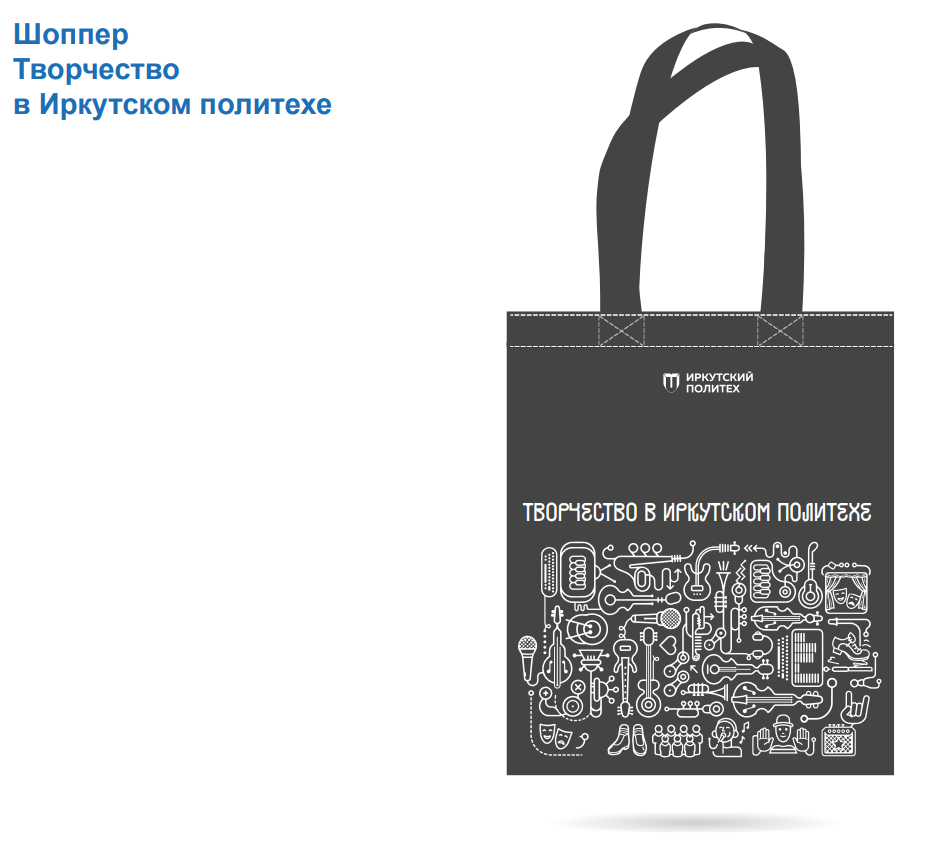 Шоппер
Творчество
в Иркутском политехе
ИРКУТСКИЙ
ПОЛИТЕХ
ТВОРЧЕСТВО В ИРКУТСКОМ ПОЛИТЕХЕ